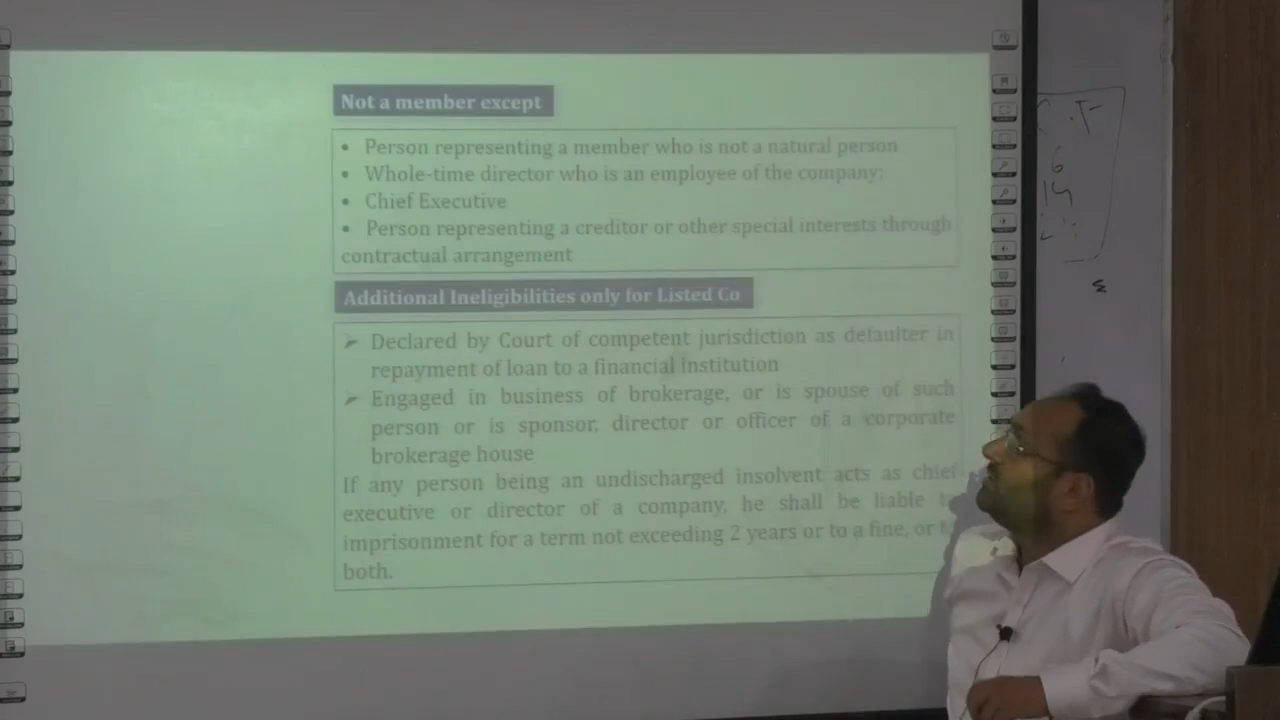 Not a member except
• Person representing a member who is not a natural person
• Whole-time director who is an employee of the company:
• Chief Executive
• Person representing a creditor or other special interests through
contractual arrangement
Additional Ineligibilities only for Listed Co
➢ Declared by Court of competent jurisdiction as defaulter in
repayment of loan to a financial institution
➢ Engaged in business of brokerage, or is spouse of such
person or is sponsor, director or officer of a corporate
brokerage house
If any person being an undischarged insolvent acts as chief
executive or director of a company, he shall be liable
imprisonment for a term not exceeding 2 years or to a fine, or
both.